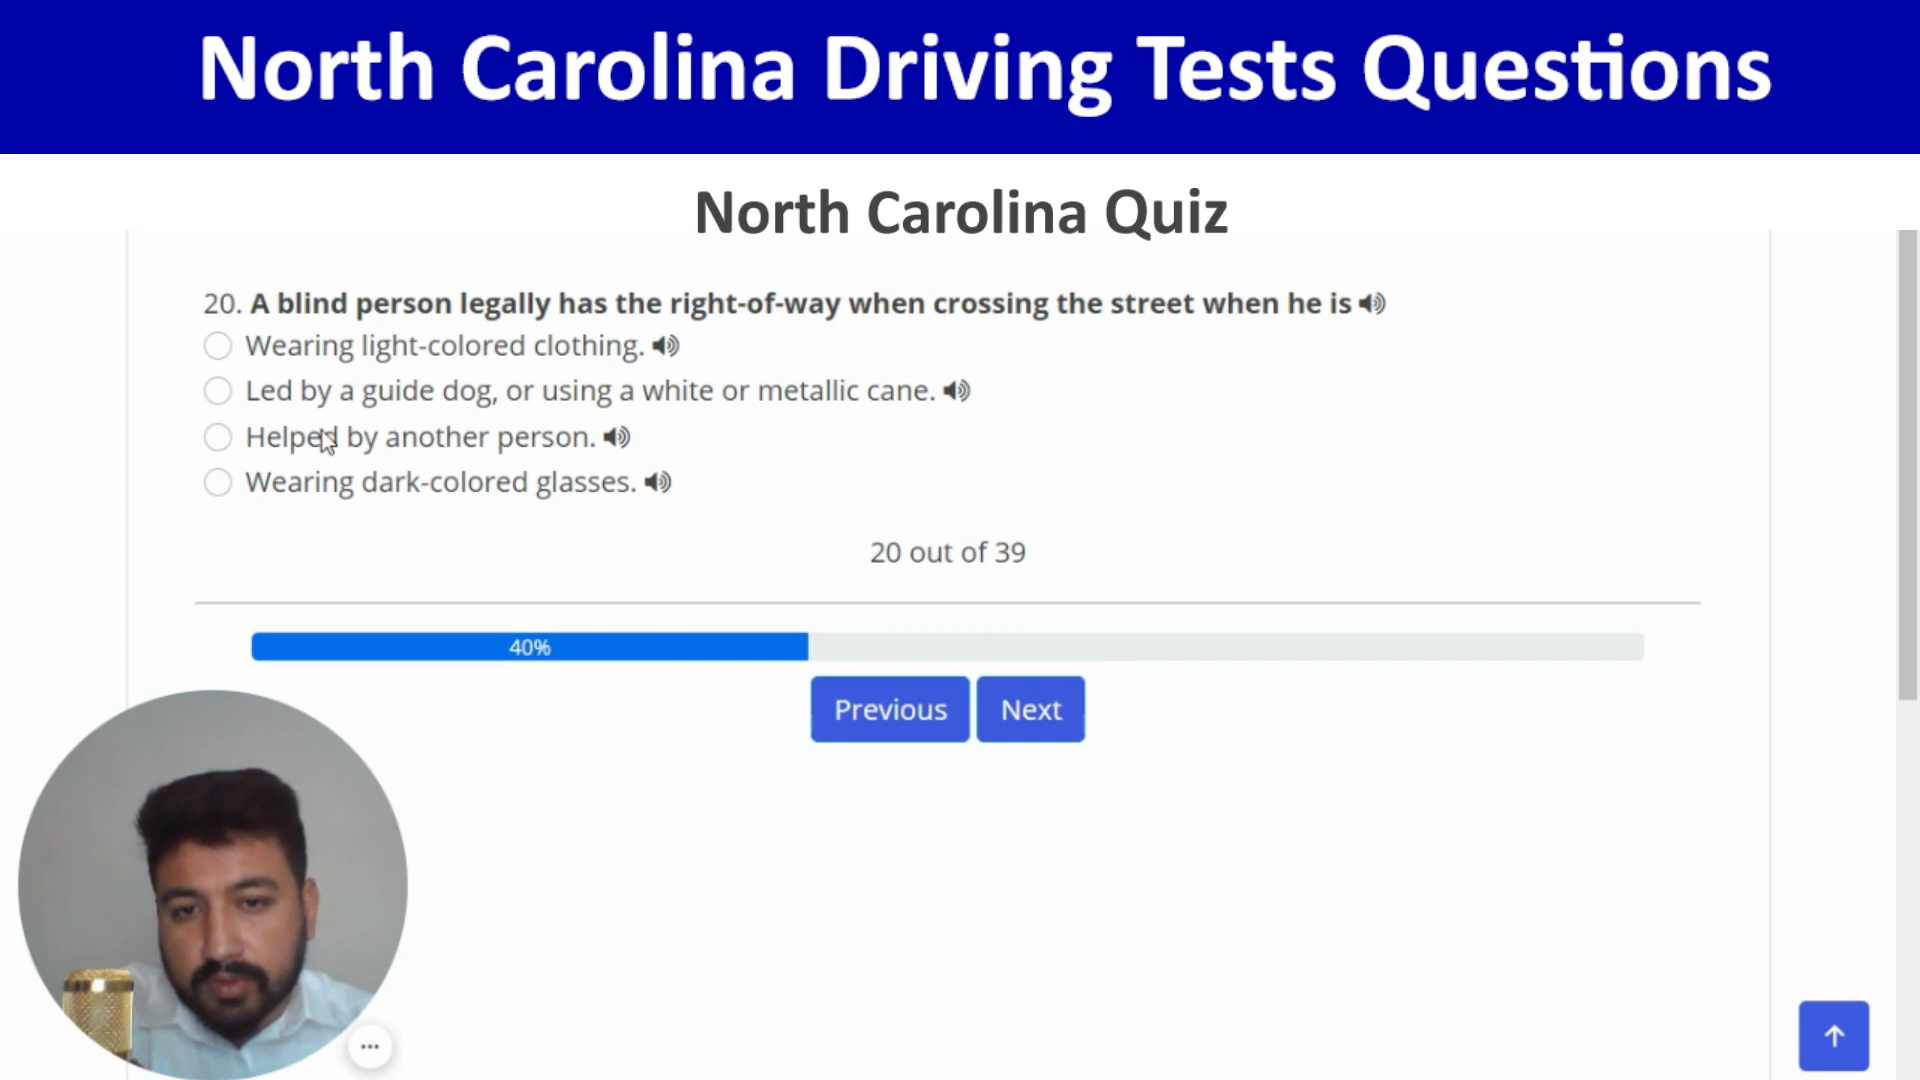 North Carolina Driving Tests Questions
North Carolina Quiz
20. A blind person legally has the right-of-way when crossing the street when he is
Wearing light-colored clothing.
Led by a guide dog, or using a white or metallic cane.
Helped by another person.
Wearing dark-colored glasses.
20 out of 39
40%
Previous Next